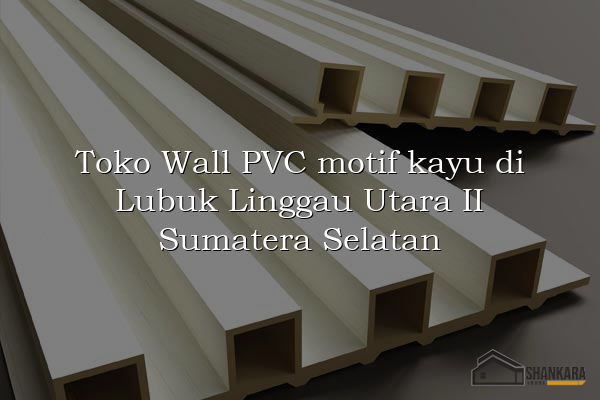 Toko Wall PVC motif kayu di
Lubuk Linggau Utara II
Sumatera Selatan
SHANKARA